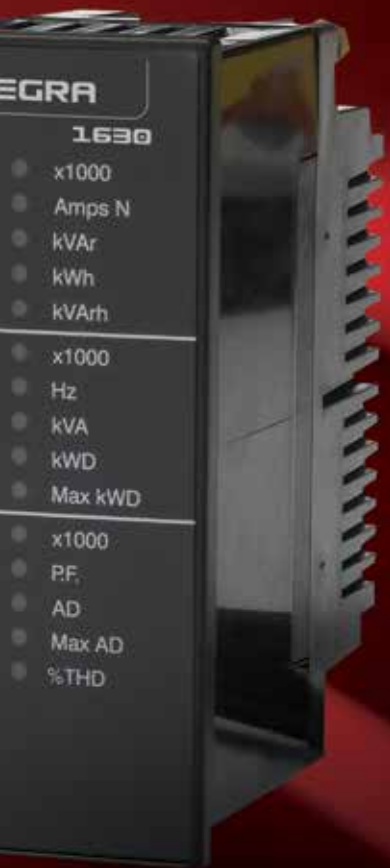 EGRA
1630
x1000
Amps N
kVAr
kWh
kVArh
x1000
Hz
kVA
kWD
Max kWD
x1000
P.F.
AD
Max AD
%THD